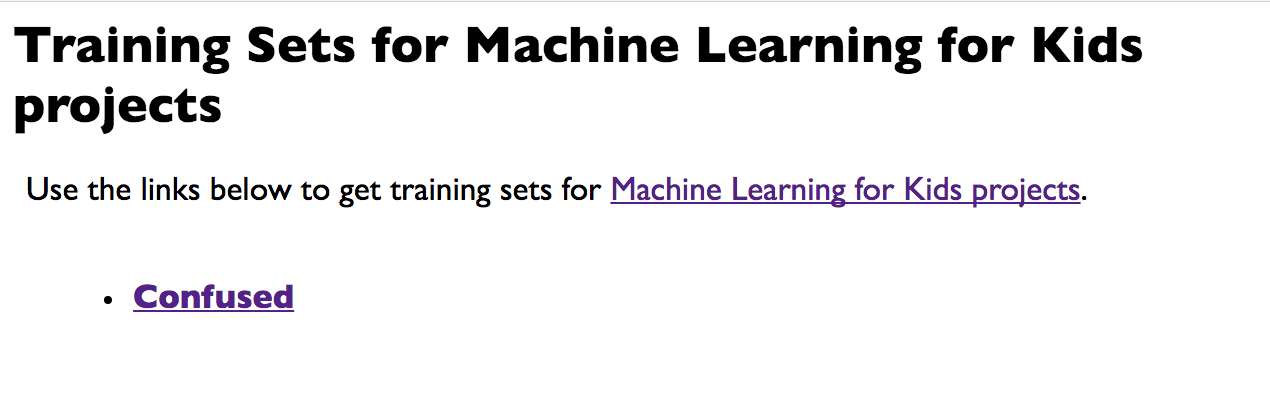 Training Sets for Machine Learning for Kids
projects
Use the links below to get training sets for Machine Learning for Kids projects.
• Confused